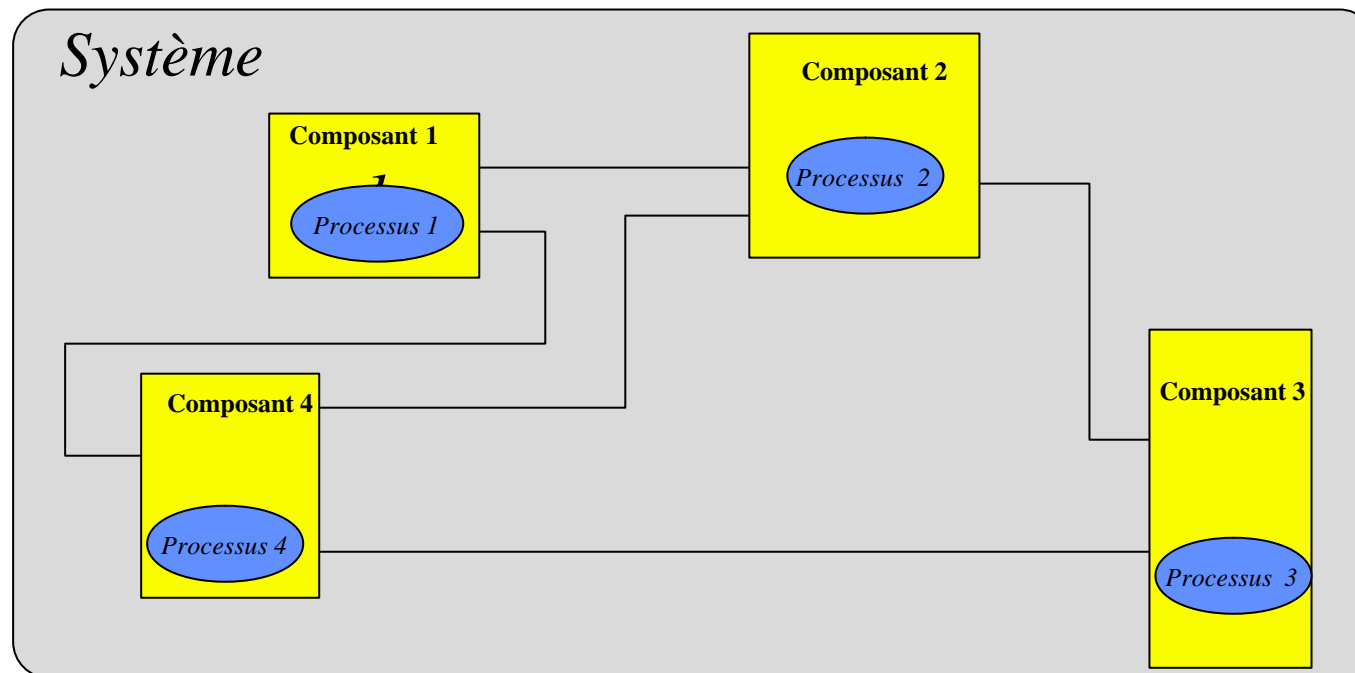 Système
Composant 2
Composant 1
Processus 2
Processus 1
Composant 3
Composant 4
Processus 4
Processus 3